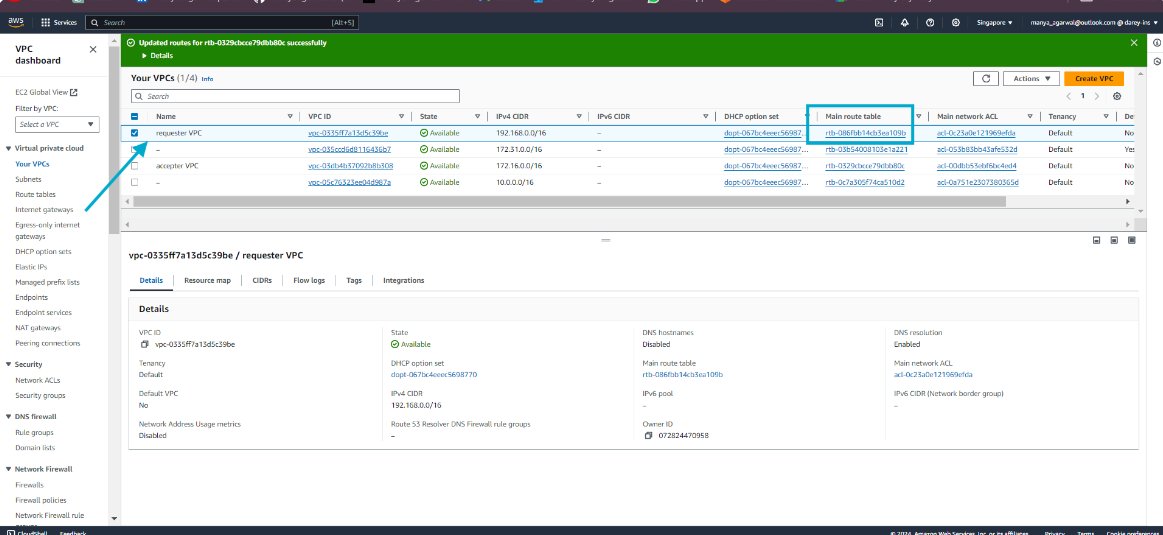 aws
Services
Search
[Alt+S]
Singapore
manya_agarwal@outlook.com @ darey-ins
VPC dashboard
EC2 Global View
Filter by VPC:
Select a VPC
Virtual private cloud
Your VPCs
Subnets
Route tables
Internet gateways
Egress-only internet gateways
DHCP option sets
Elastic IPs
Managed prefix lists
Endpoints
Endpoint services
NAT gateways
Peering connections
Security
Network ACLs
Security groups
DNS firewall
Rule groups
Domain lists
Network Firewall
Firewalls
Firewall policies
Network Firewall rule
Updated routes for rtb-0329cbcce79dbb80c successfully
Details
Your VPCs (1/4) Info
Actions
Create VPC
Search
1
Name VPC ID State IPv4 CIDR IPv6 CIDR DHCP option set Main route table Main network ACL Tenancy De
requester VPC vpc-0335ff7a13d5c39be Available 192.168.0.0/16 – dopt-067bc4eeec56987... rtb-086fbb14cb3ea109b acl-0c23a0e121969efda Default No
– vpc-035ccd6d8116436b7 Available 172.31.0.0/16 – dopt-067bc4eeec56987... rtb-03b54008103e1a221 acl-053b83bb43afe532d Default Yes
accepter VPC vpc-03db4b37092b8b308 Available 172.16.0.0/16 – dopt-067bc4eeec56987... rtb-0329cbcce79dbb80c acl-00dbb53ebf6bc4ed4 Default No
– vpc-05c76323ee04d987a Available 10.0.0.0/16 – dopt-067bc4eeec56987... rtb-0c7a305f74ca510d2 acl-0a751e2307380365d Default No
vpc-0335ff7a13d5c39be / requester VPC
Details Resource map CIDRs Flow logs Tags Integrations
Details
VPC ID
vpc-0335ff7a13d5c39be
State
Available
DNS hostnames
Disabled
DNS resolution
Enabled
Tenancy
Default
DHCP option set
dopt-067bc4eeec5698770
Main route table
rtb-086fbb14cb3ea109b
Main network ACL
acl-0c23a0e121969efda
Default VPC
No
IPv4 CIDR
192.168.0.0/16
IPv6 pool
–
IPv6 CIDR (Network border group)
–
Network Address Usage metrics
Disabled
Route 53 Resolver DNS Firewall rule groups
–
Owner ID
072824470958
CloudShell Feedback
© 2024, Amazon Web Services, Inc. or its affiliates. Privacy Terms Cookie preferences